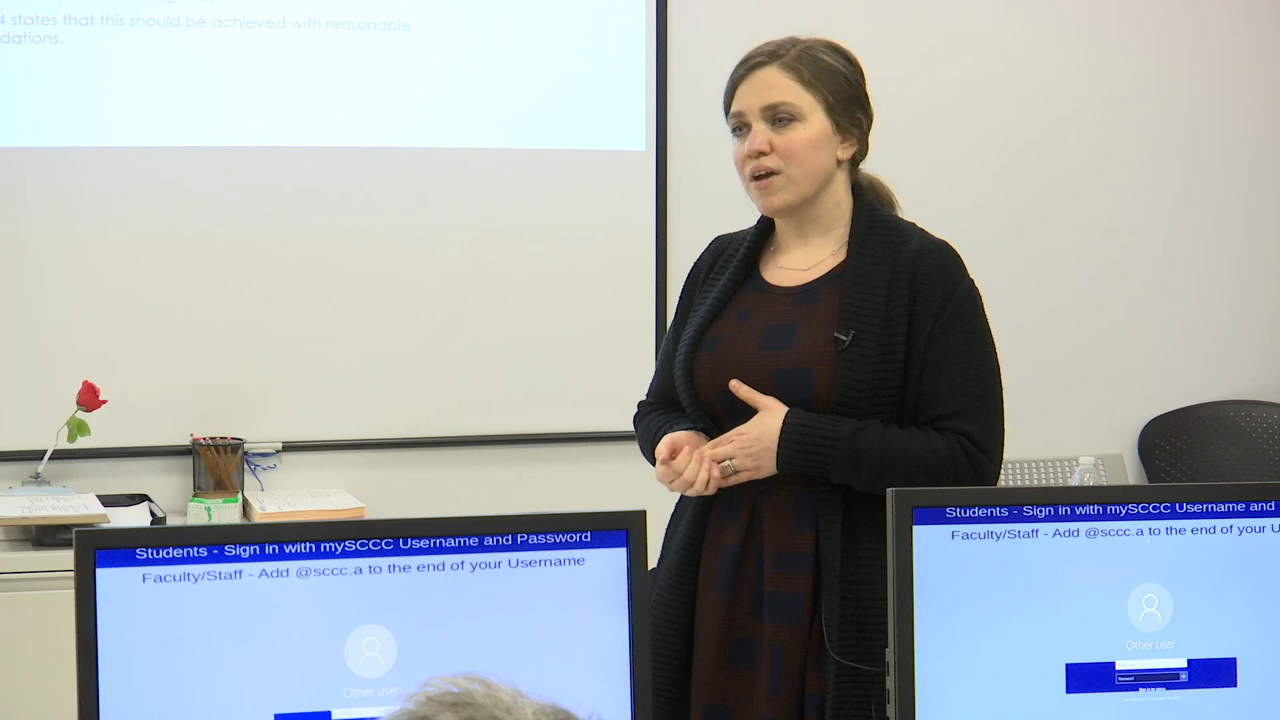 4 states that this should be achieved with reasonable
dations.
Students - Sign in with mySCCC Username and Password
Faculty/Staff - Add @sccc.a to the end of your Username
Other user
Students - Sign in with mySCCC Username and
Faculty/Staff - Add @sccc.a to the end of your U
Other user
Password